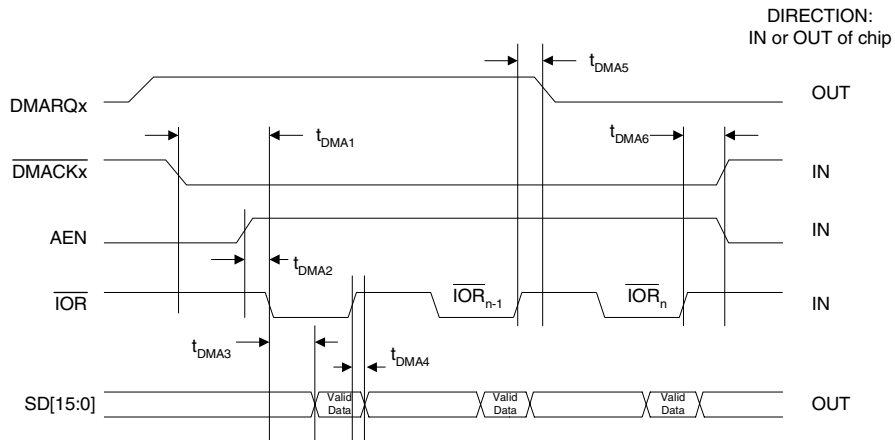 DIRECTION:
IN or OUT of chip
tDMA5
DMARQx
OUT
tDMA1
tDMA6
DMACKx
IN
AEN
IN
tDMA2
IOR
IORn-1
IORn
IN
tDMA3
tDMA4
SD[15:0]
Valid
Data
Valid
Data
Valid
Data
OUT